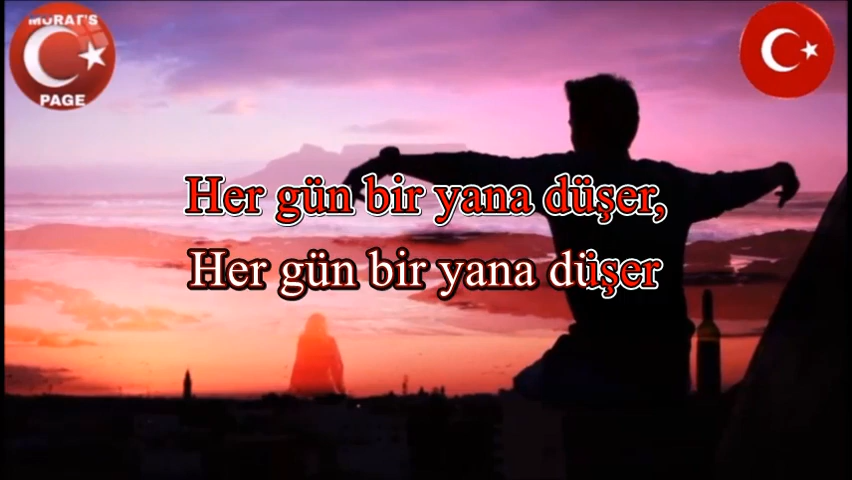 MURAT'S
PAGE
Her gün bir yana düşer,
Her gün bir yana düşer